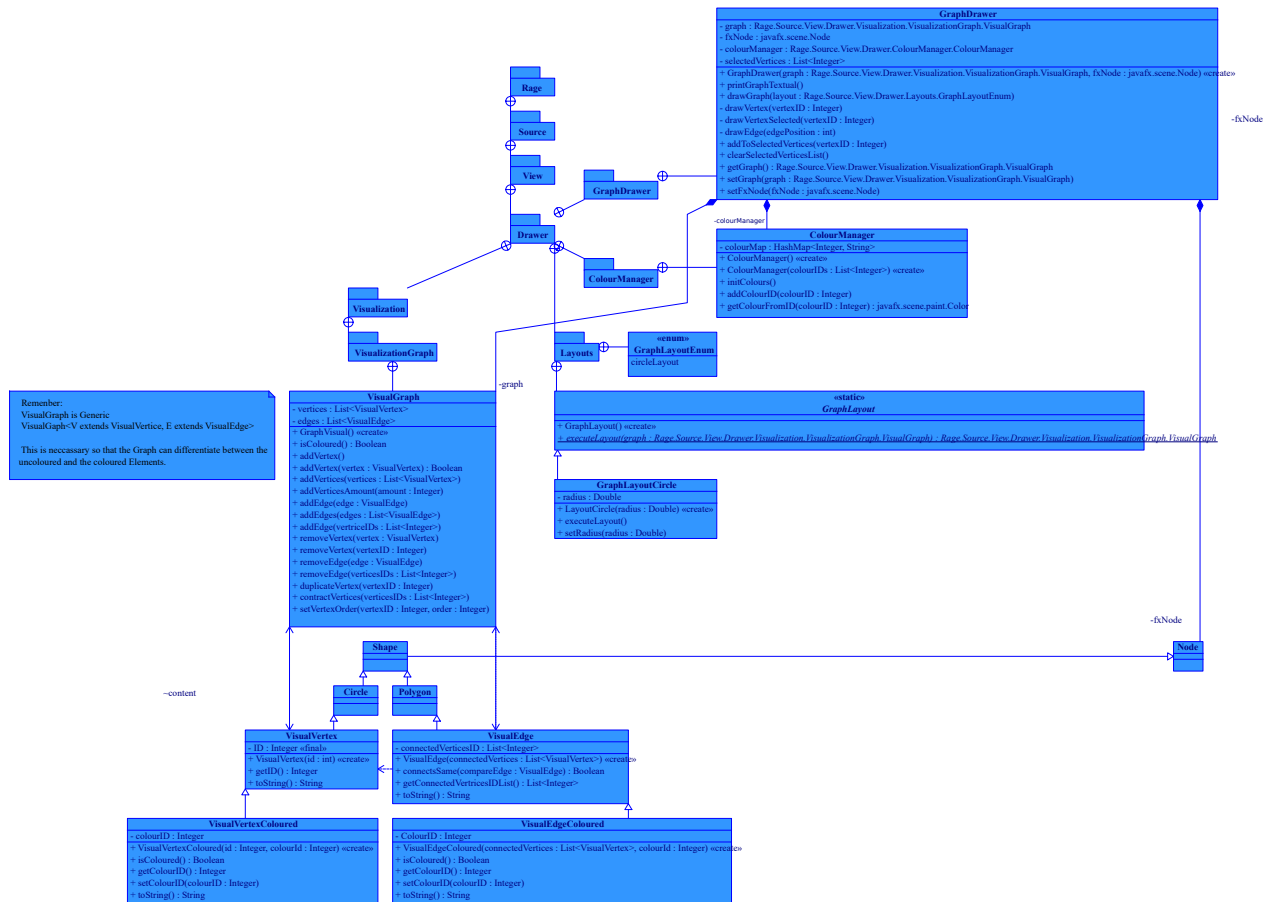 GraphDrawer
- graph : Rage.Source.View.Drawer.Visualization.VisualizationGraph.VisualGraph
- fxNode : javafx.scene.Node
- colourManager : Rage.Source.View.Drawer.ColourManager.ColourManager
- selectedVertices : List<Integer>
+ GraphDrawer(graph : Rage.Source.View.Drawer.Visualization.VisualizationGraph.VisualGraph, fxNode : javafx.scene.Node) «create»
+ printGraphTextual()
+ drawGraph(layout : Rage.Source.View.Drawer.Layouts.GraphLayoutEnum)
- drawVertex(vertexID : Integer)
- drawVertexSelected(vertexID : Integer)
- drawEdge(edgePosition : int)
+ addToSelectedVertices(vertexID : Integer)
+ clearSelectedVerticesList()
+ getGraph() : Rage.Source.View.Drawer.Visualization.VisualizationGraph.VisualGraph
+ setGraph(graph : Rage.Source.View.Drawer.Visualization.VisualizationGraph.VisualGraph)
+ setFxNode(fxNode : javafx.scene.Node)
-fxNode
Rage
Source
View
GraphDrawer
Drawer
-colourManager
ColourManager
- colourMap : HashMap<Integer, String>
+ ColourManager() «create»
+ ColourManager(colourIDs : List<Integer>) «create»
+ initColours()
+ addColourID(colourID : Integer)
+ getColourFromID(colourID : Integer) : javafx.scene.paint.Color
ColourManager
Visualization
VisualizationGraph
Layouts
«enum»
GraphLayoutEnum
circleLayout
-graph
Remenber:
VisualGraph is Generic
VisualGaph<V extends VisualVertice, E extends VisualEdge>
This is neccassary so that the Graph can differentiate between the
uncoloured and the coloured Elements.
VisualGraph
- vertices : List<VisualVertex>
- edges : List<VisualEdge>
+ GraphVisual() «create»
+ isColoured() : Boolean
+ addVertex()
+ addVertex(vertex : VisualVertex) : Boolean
+ addVertices(vertices : List<VisualVertex>)
+ addVerticesAmount(amount : Integer)
+ addEdge(edge : VisualEdge)
+ addEdges(edges : List<VisualEdge>)
+ addEdge(vertriceIDs : List<Integer>)
+ removeVertex(vertex : VisualVertex)
+ removeVertex(vertexID : Integer)
+ removeEdge(edge : VisualEdge)
+ removeEdge(verticesIDs : List<Integer>)
+ duplicateVertex(vertexID : Integer)
+ contractVertices(verticesIDs : List<Integer>)
+ setVertexOrder(vertexID : Integer, order : Integer)
«static»
GraphLayout
+ GraphLayout() «create»
+ executeLayout(graph : Rage.Source.View.Drawer.Visualization.VisualizationGraph.VisualGraph) : Rage.Source.View.Drawer.Visualization.VisualizationGraph.VisualGraph
GraphLayoutCircle
- radius : Double
+ LayoutCircle(radius : Double) «create»
+ executeLayout()
+ setRadius(radius : Double)
-fxNode
Shape
Node
~content
Circle
Polygon
VisualVertex
- ID : Integer «final»
+ VisualVertex(id : int) «create»
+ getID() : Integer
+ toString() : String
VisualEdge
- connectedVerticesID : List<Integer>
+ VisualEdge(connectedVertices : List<VisualVertex>) «create»
+ connectsSame(compareEdge : VisualEdge) : Boolean
+ getConnectedVertricesIDList() : List<Integer>
+ toString() : String
VisualVertexColoured
- colourID : Integer
+ VisualVertexColoured(id : Integer, colourId : Integer) «create»
+ isColoured() : Boolean
+ getColourID() : Integer
+ setColourID(colourID : Integer)
+ toString() : String
VisualEdgeColoured
- ColourID : Integer
+ VisualEdgeColoured(connectedVertices : List<VisualVertex>, colourId : Integer) «create»
+ isColoured() : Boolean
+ getColourID() : Integer
+ setColourID(colourID : Integer)
+ toString() : String